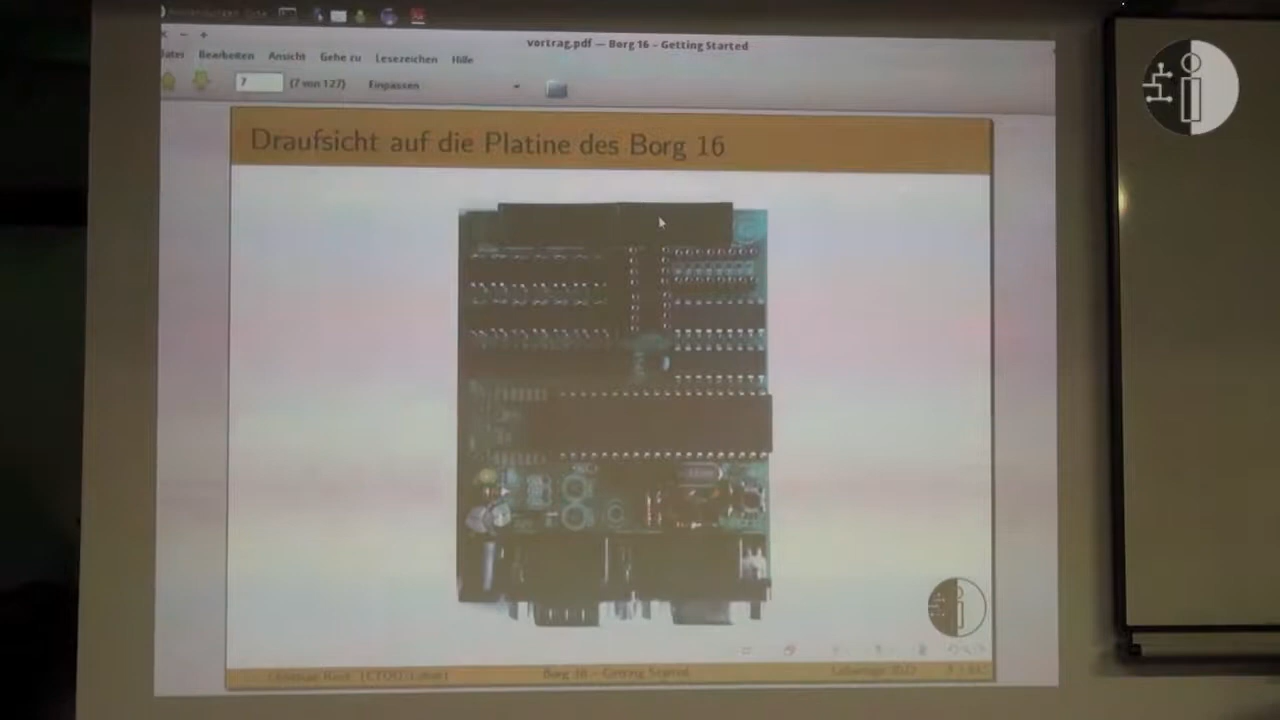 vortrag.pdf — Borg 16 – Getting Started
Bearbeiten Ansicht Gehe zu Lesezeichen Hilfe
7 (7 von 127) Einpassen
Draufsicht auf die Platine des Borg 16
Borg 16 – Getting Started